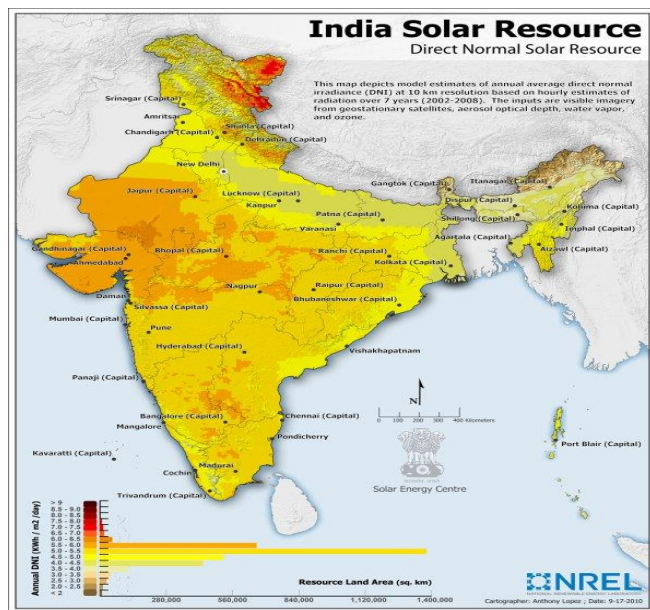 India Solar Resource
Direct Normal Solar Resource
This map depicts model estimates of annual average direct normal
irradiance (DNI) at 10 km resolution based on hourly estimates of
radiation over 7 years (2002-2008). The inputs are visible imagery
from geostationary satellites, aerosol optical depth, water vapor,
and ozone.
Srinagar (Capital)
Amritsar
Shimla (Capital)
Chandigarh (Capital)
Dehradun (Capital)
New Delhi
Jaipur (Capital)
Lucknow (Capital)
Kanpur
Gangtok (Capital)
Itanagar (Capital)
Dispur (Capital)
Patna (Capital)
Shillong (Capital)
Kohima (Capital)
Varanasi
Imphal (Capital)
Agartala (Capital)
Aizawl (Capital)
Gandhinagar (Capital)
Bhopal (Capital)
Ranchi (Capital)
Ahmedabad
Kolkatta (Capital)
Nagpur
Raipur (Capital)
Daman
Silvassa (Capital)
Bhubaneshwar (Capital)
Mumbai (Capital)
Pune
Hyderabad (Capital)
Vishakhapatnam
Panaji (Capital)
N
0 100 200 300 400 Kilometers
Bangalore (Capital)
Chennai (Capital)
Mangalore
Pondicherry
Port Blair (Capital)
Kavaratti (Capital)
Cochin
Madurai
Solar Energy Centre
Trivandrum (Capital)
Annual DNI (KWh / m2 /day)
> 9
8.5 - 9.0
8.0 - 8.5
7.5 - 8.0
7.0 - 7.5
6.5 - 7.0
6.0 - 6.5
5.5 - 6.0
5.0 - 5.5
4.5 - 5.0
4.0 - 4.5
3.5 - 4.0
3.0 - 3.5
2.5 - 3.0
2.0 - 2.5
< 2
Resource Land Area (sq. km)
280,000
560,000
840,000
1,120,000
1,400,000
NREL
NATIONAL RENEWABLE ENERGY LABORATORY
Cartographer: Anthony Lopez ; Date: 9-17-2010